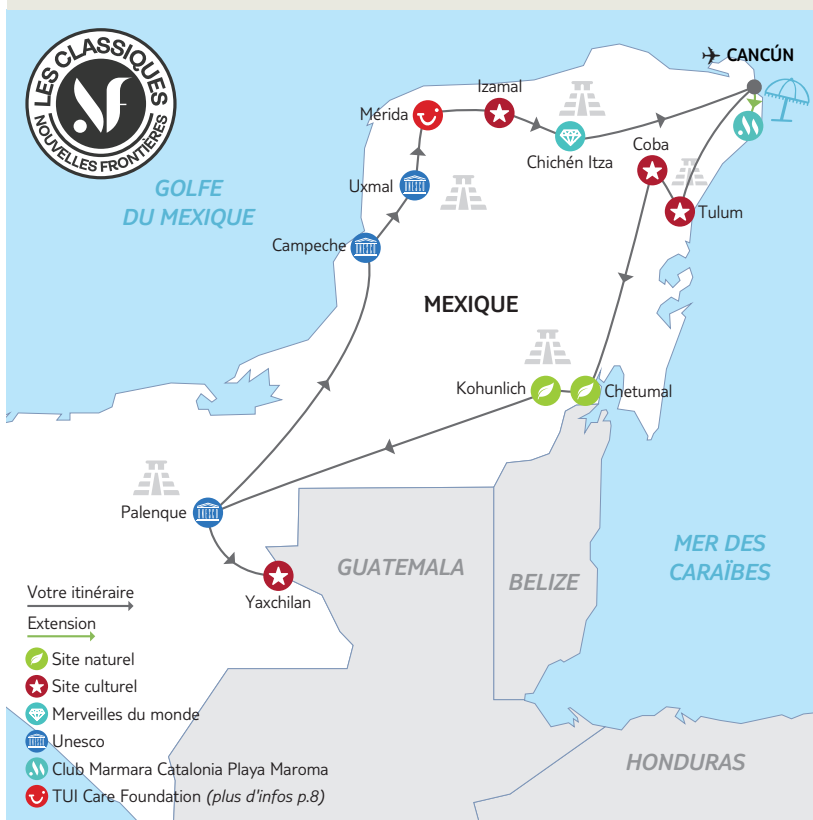 LES CLASSIQUES
NOUVELLES FRONTIÈRES
CANCÚN
Izamal
Mérida
Chichén Itza
Coba
Uxmal
Tulum
GOLFE
DU MEXIQUE
Campeche
MEXIQUE
Kohunlich
Chetumal
Palenque
GUATEMALA
BELIZE
MER DES
CARAÏBES
Yaxchilan
Votre itinéraire
Extension
Site naturel
Site culturel
Merveilles du monde
Unesco
Club Marmara Catalonia Playa Maroma
TUI Care Foundation (plus d'infos p.8)
HONDURAS